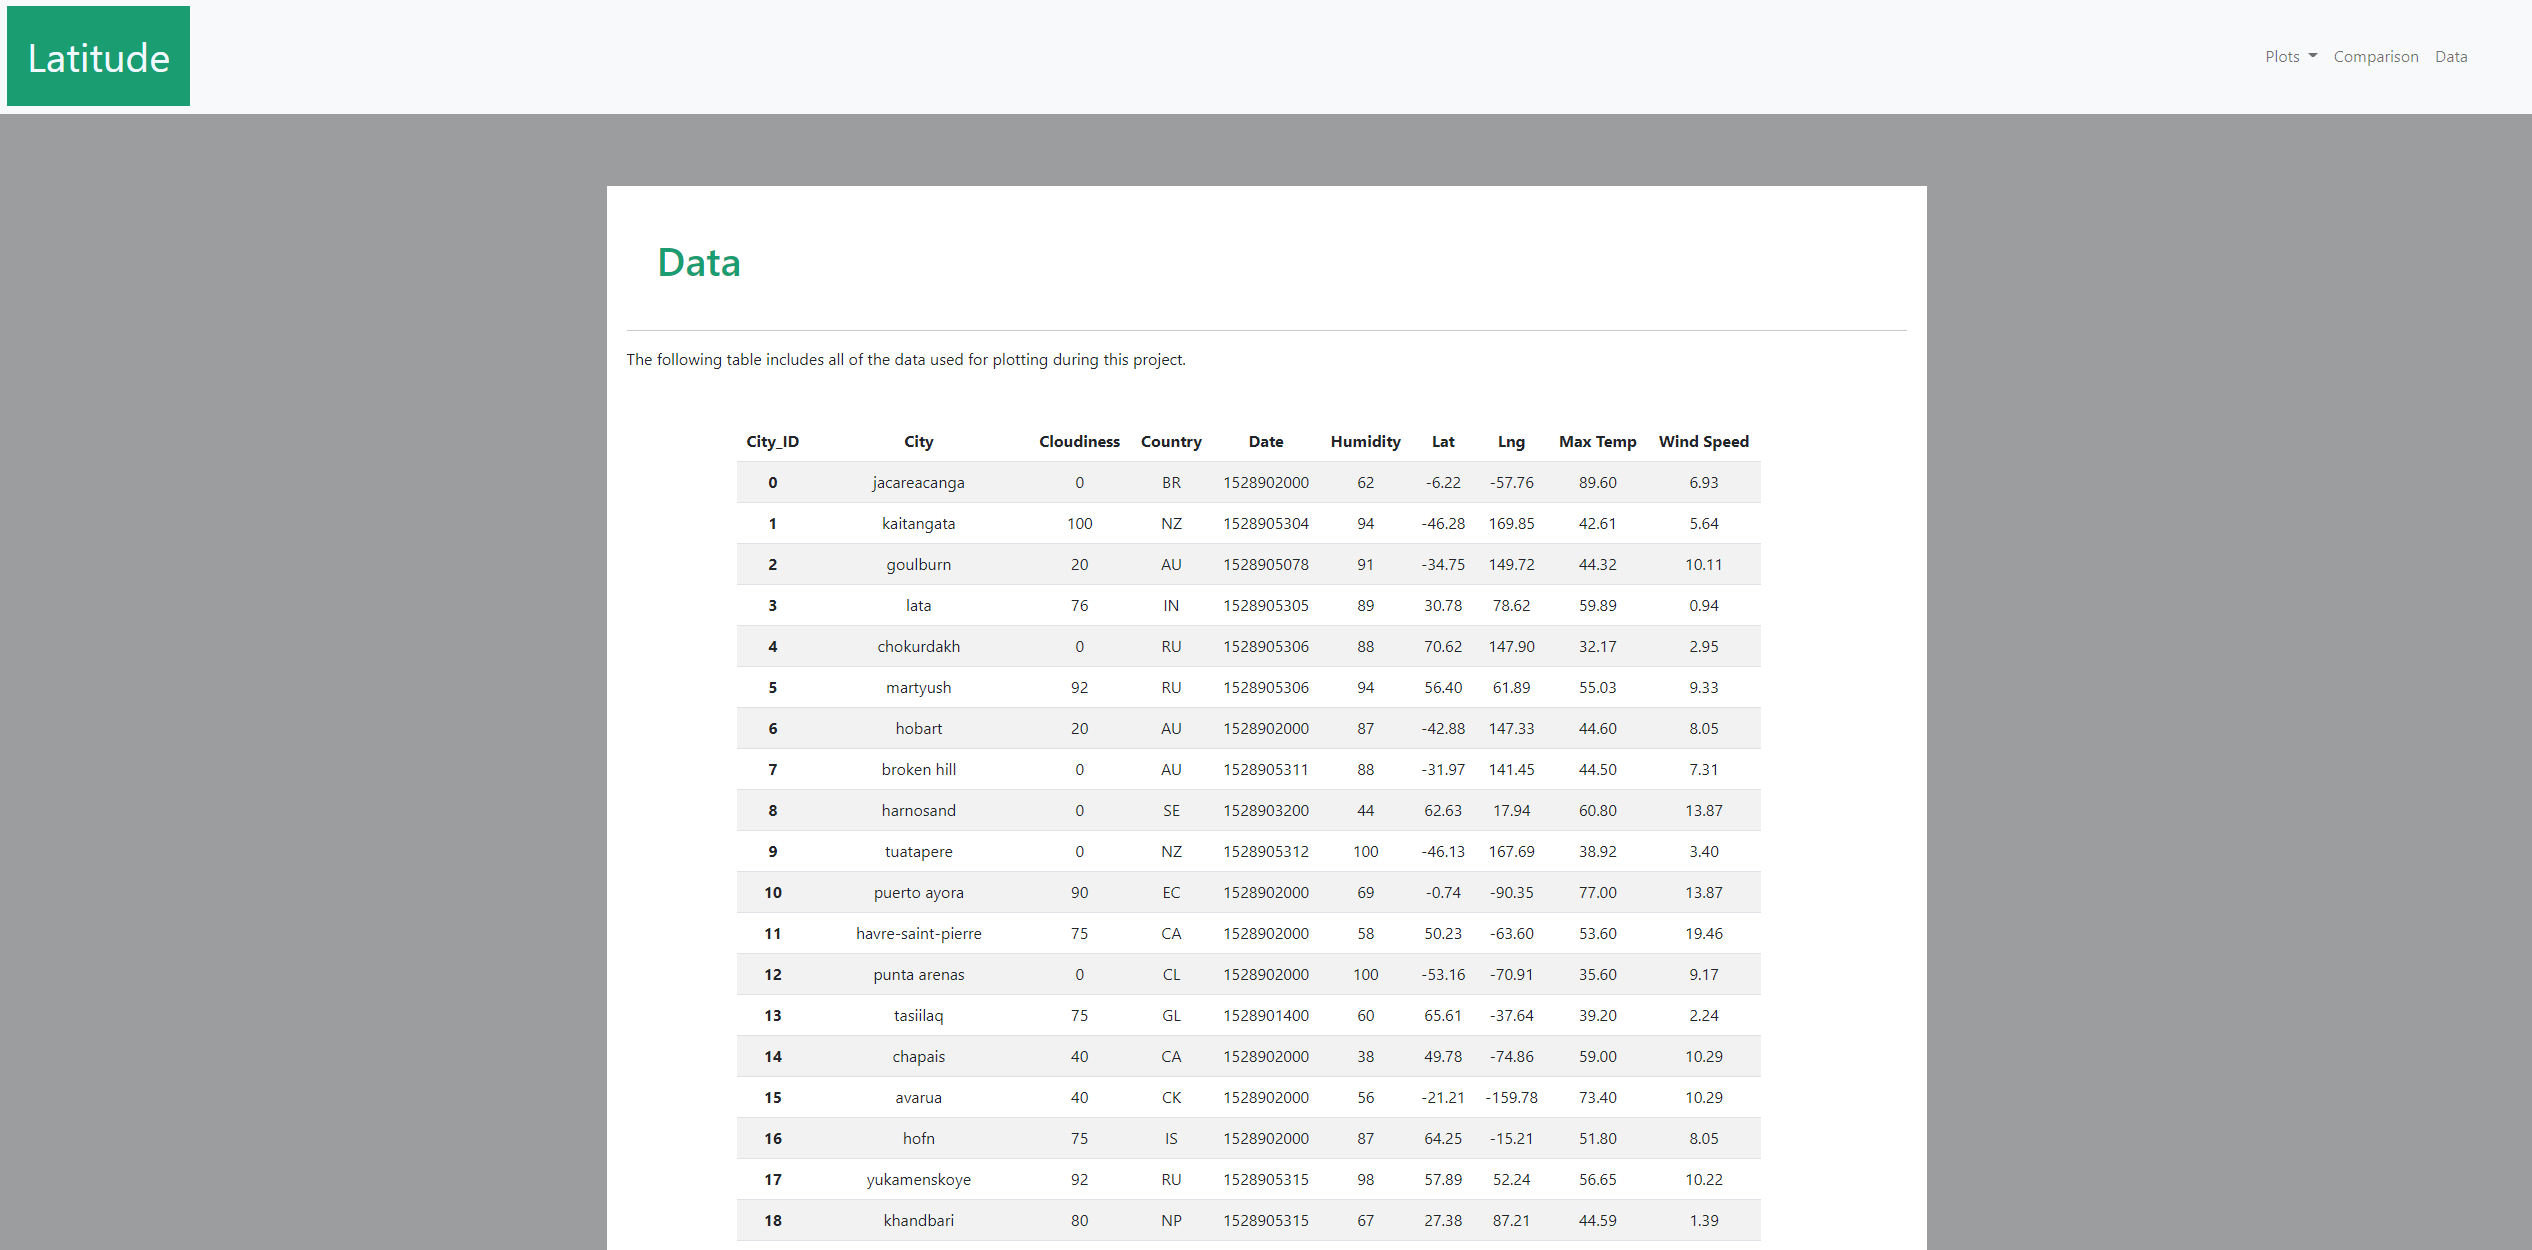 Latitude
Plots Comparison Data
Data
The following table includes all of the data used for plotting during this project.
City_ID City Cloudiness Country Date Humidity Lat Lng Max Temp Wind Speed
0 jacareacanga 0 BR 1528902000 62 -6.22 -57.76 89.60 6.93
1 kaitangata 100 NZ 1528905304 94 -46.28 169.85 42.61 5.64
2 goulburn 20 AU 1528905078 91 -34.75 149.72 44.32 10.11
3 lata 76 IN 1528905305 89 30.78 78.62 59.89 0.94
4 chokurdakh 0 RU 1528905306 88 70.62 147.90 32.17 2.95
5 martyush 92 RU 1528905306 94 56.40 61.89 55.03 9.33
6 hobart 20 AU 1528902000 87 -42.88 147.33 44.60 8.05
7 broken hill 0 AU 1528905311 88 -31.97 141.45 44.50 7.31
8 harnosand 0 SE 1528903200 44 62.63 17.94 60.80 13.87
9 tuatapere 0 NZ 1528905312 100 -46.13 167.69 38.92 3.40
10 puerto ayora 90 EC 1528902000 69 -0.74 -90.35 77.00 13.87
11 havre-saint-pierre 75 CA 1528902000 58 50.23 -63.60 53.60 19.46
12 punta arenas 0 CL 1528902000 100 -53.16 -70.91 35.60 9.17
13 tasiilaq 75 GL 1528901400 60 65.61 -37.64 39.20 2.24
14 chapais 40 CA 1528902000 38 49.78 -74.86 59.00 10.29
15 avarua 40 CK 1528902000 56 -21.21 -159.78 73.40 10.29
16 hofn 75 IS 1528902000 87 64.25 -15.21 51.80 8.05
17 yukamenskoye 92 RU 1528905315 98 57.89 52.24 56.65 10.22
18 khandbari 80 NP 1528905315 67 27.38 87.21 44.59 1.39